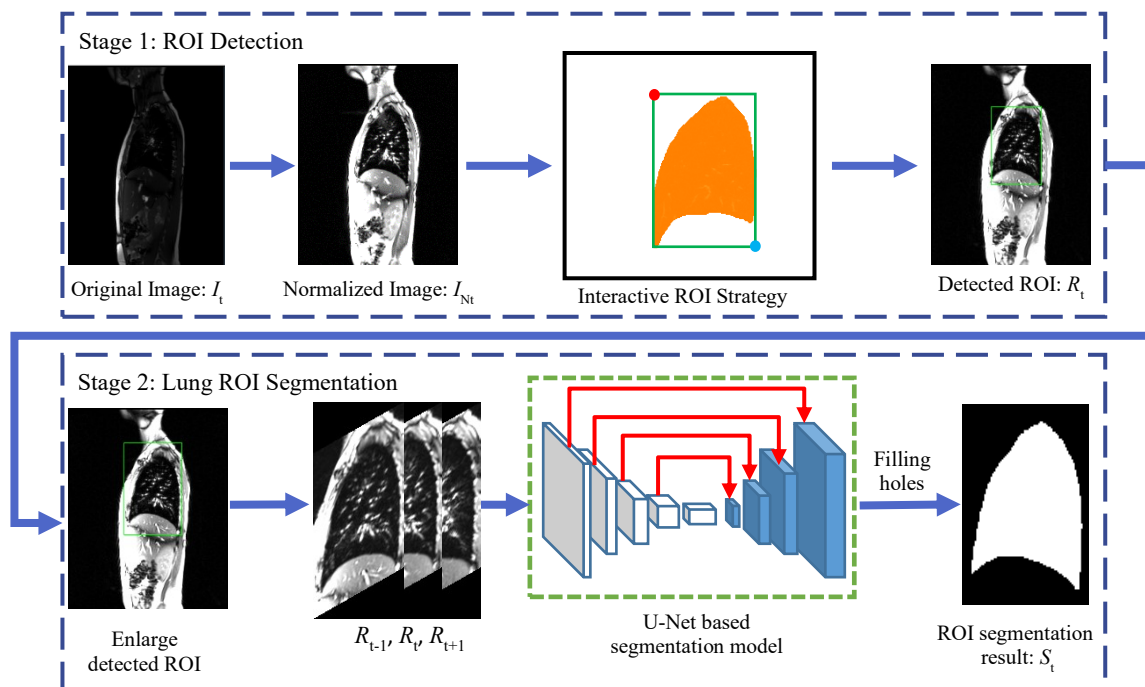 Stage 1: ROI Detection
Original Image: Iₜ
Normalized Image: I_Nt
Interactive ROI Strategy
Detected ROI: Rₜ
Stage 2: Lung ROI Segmentation
Filling
holes
Enlarge
detected ROI
Rₜ₋₁, Rₜ, Rₜ₊₁
U-Net based
segmentation model
ROI segmentation
result: Sₜ